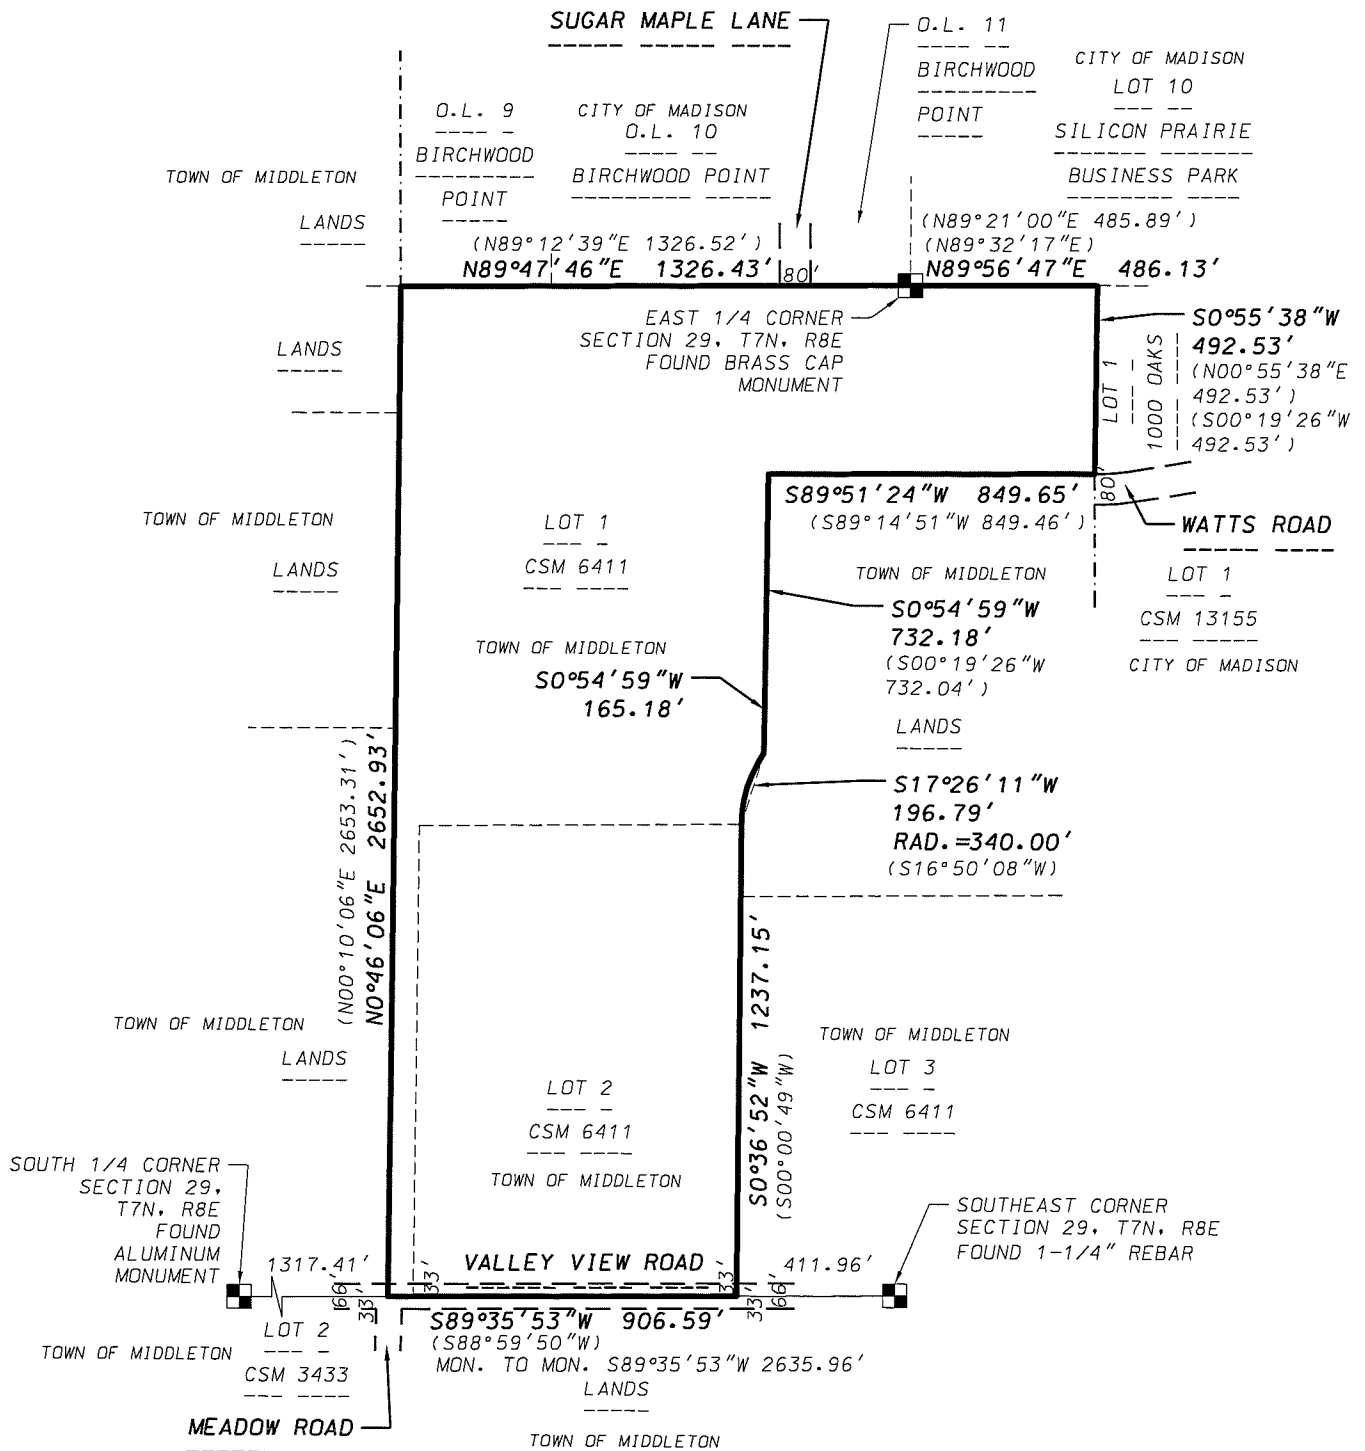 SUGAR MAPLE LANE
O.L. 11
BIRCHWOOD
POINT
CITY OF MADISON
LOT 10
SILICON PRAIRIE
BUSINESS PARK
O.L. 9
BIRCHWOOD
POINT
CITY OF MADISON
O.L. 10
BIRCHWOOD POINT
TOWN OF MIDDLETON
LANDS
(N89°12'39"E 1326.52')
N89°47'46"E 1326.43'
80'
(N89°21'00"E 485.89')
(N89°32'17"E)
N89°56'47"E 486.13'
EAST 1/4 CORNER
SECTION 29, T7N, R8E
FOUND BRASS CAP
MONUMENT
LANDS
LOT 1
1000 OAKS
S0°55'38"W
492.53'
(N00°55'38"E
492.53')
(S00°19'26"W
492.53')
S89°51'24"W 849.65'
(S89°14'51"W 849.46')
80'
WATTS ROAD
TOWN OF MIDDLETON
LANDS
LOT 1
CSM 6411
TOWN OF MIDDLETON
TOWN OF MIDDLETON
S0°54'59"W
732.18'
(S00°19'26"W
732.04')
LANDS
LOT 1
CSM 13155
CITY OF MADISON
S0°54'59"W
165.18'
S17°26'11"W
196.79'
RAD.=340.00'
(S16°50'08"W)
(N00°10'06"E 2653.31')
N0°46'06"E 2652.93'
S0°36'52"W 1237.15'
(S00°00'49"W)
TOWN OF MIDDLETON
LANDS
TOWN OF MIDDLETON
LOT 3
CSM 6411
LOT 2
CSM 6411
TOWN OF MIDDLETON
SOUTH 1/4 CORNER
SECTION 29,
T7N, R8E
FOUND
ALUMINUM
MONUMENT
SOUTHEAST CORNER
SECTION 29, T7N, R8E
FOUND 1-1/4" REBAR
1317.41'
66'
33'
33'
VALLEY VIEW ROAD
33'
33'
66'
411.96'
S89°35'53"W 906.59'
(S88°59'50"W)
MON. TO MON. S89°35'53"W 2635.96'
LANDS
TOWN OF MIDDLETON
LOT 2
CSM 3433
TOWN OF MIDDLETON
MEADOW ROAD